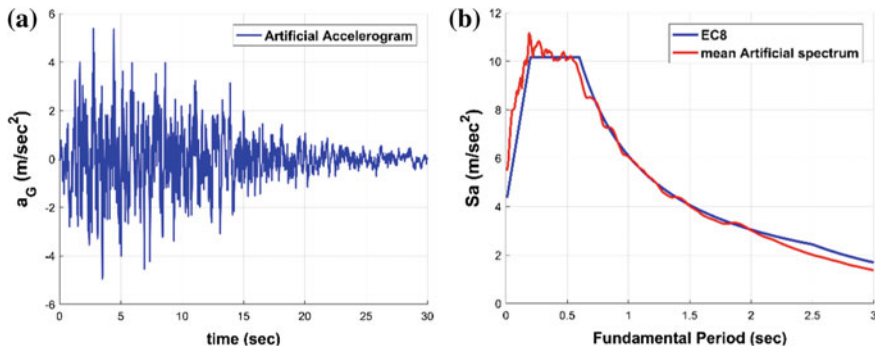 (a)
Artificial Accelerogram
6
4
2
0
-2
-4
-6
a_G (m/sec²)
0 5 10 15 20 25 30
time (sec)
(b)
EC8
mean Artificial spectrum
12
10
8
6
4
2
0
Sa (m/sec²)
0 0.5 1 1.5 2 2.5 3
Fundamental Period (sec)